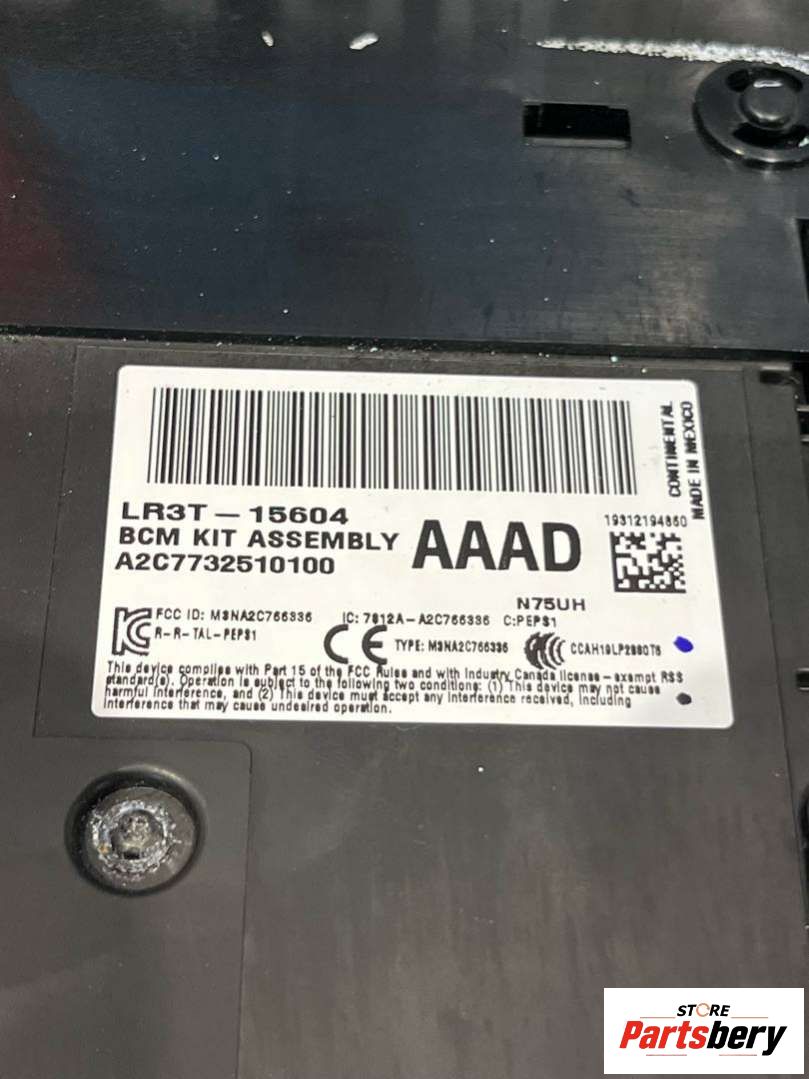 CONTINENTAL
MADE IN MEXICO
LR3T-15604
BCM KIT ASSEMBLY
A2C7732510100
AAAD
19312194860
N75UH
FCC ID: M3NA2C766336
IC: 7812A-A2C766336 C:PEPS1
R-R-TAL-PEPS1
CE
TYPE: M3NA2C766336
CCAH19LP2980T6
This device complies with Part 15 of the FCC Rules and with Industry Canada license-exempt RSS
standard(s). Operation is subject to the following two conditions: (1) This device may not cause
harmful interference, and (2) This device must accept any interference received, including
interference that may cause undesired operation.
STORE
Partsbery